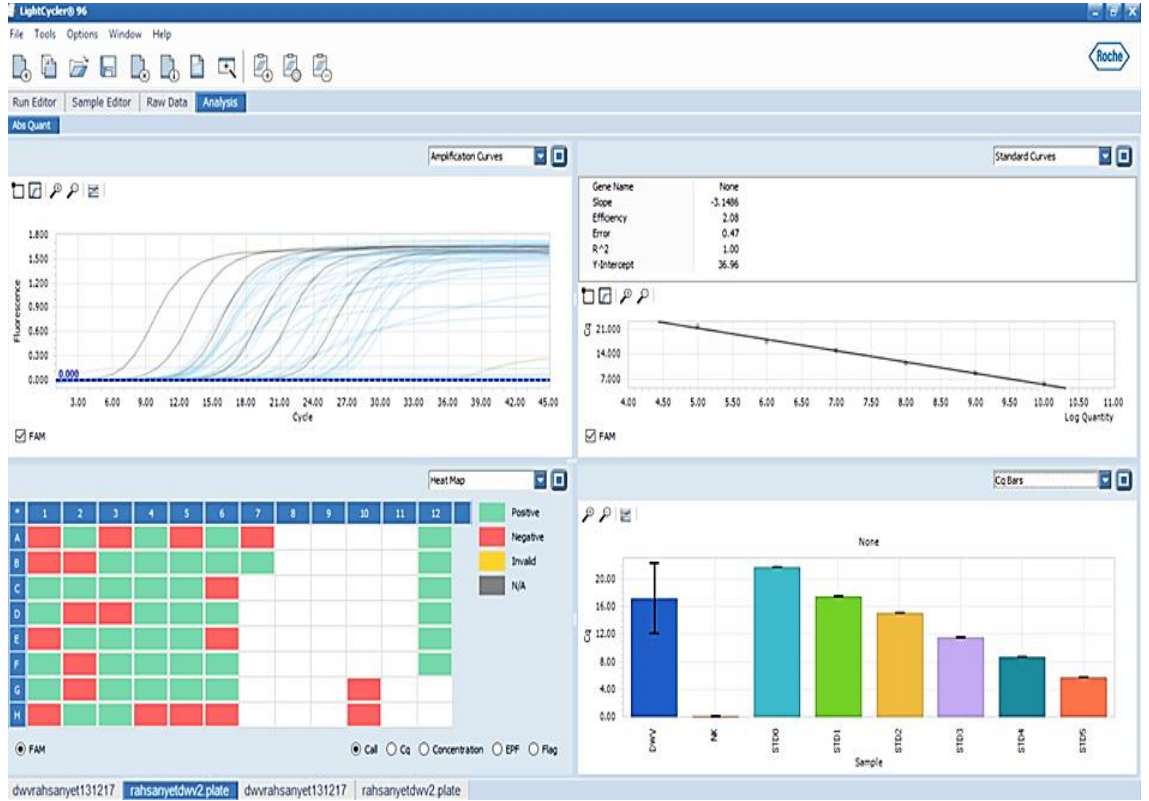 LightCycler® 96
File Tools Options Window Help
Roche
Run Editor Sample Editor Raw Data Analysis
Abs Quant
Amplification Curves
1.800
1.500
1.200
0.900
0.600
0.300
0.000
0.000
Fluorescence
3.00 6.00 9.00 12.00 15.00 18.00 21.00 24.00 27.00 30.00 33.00 36.00 39.00 42.00 45.00
Cycle
FAM
Standard Curves
Gene Name None
Slope -3.1486
Efficiency 2.08
Error 0.47
R^2 1.00
Y-Intercept 36.96
Cq
21.000
14.000
7.000
4.00 4.50 5.00 5.50 6.00 6.50 7.00 7.50 8.00 8.50 9.00 9.50 10.00 10.50 11.00
Log Quantity
FAM
Heat Map
* 1 2 3 4 5 6 7 8 9 10 11 12
A
B
C
D
E
F
G
H
Positive
Negative
Invalid
N/A
FAM Call Cq Concentration EPF Flag
Cq Bars
None
20.00
16.00
12.00
8.00
4.00
0.00
Cq
DWV NK STD0 STD1 STD2 STD3 STD4 STD5
Sample
dwvrahsanyet131217 rahsanyetdwv2.plate dwvrahsanyet131217 rahsanyetdwv2.plate